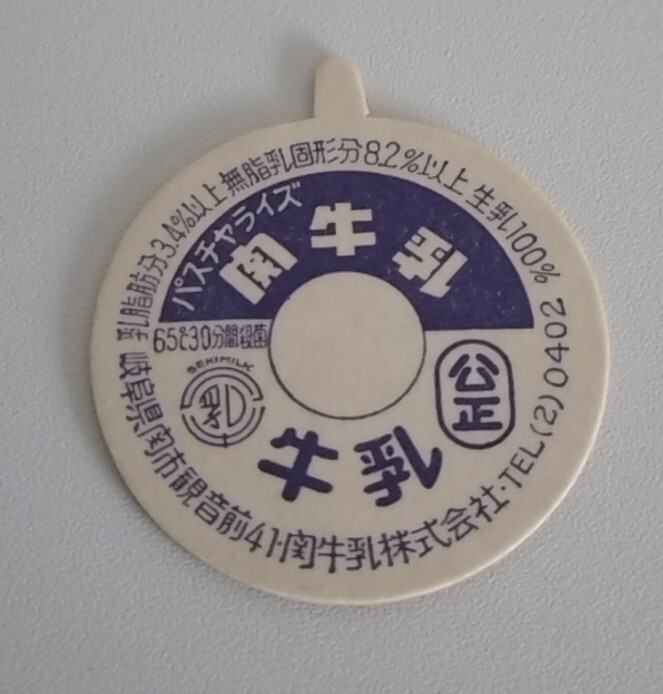 乳脂肪分3.4%以上 無脂乳固形分8.2%以上 生乳100%
パスチャライズ
関牛乳
65℃30分間殺菌
SEKIMILK
乳
公正
牛乳
岐阜県関市観音前41・関牛乳株式会社・TEL(2)0402